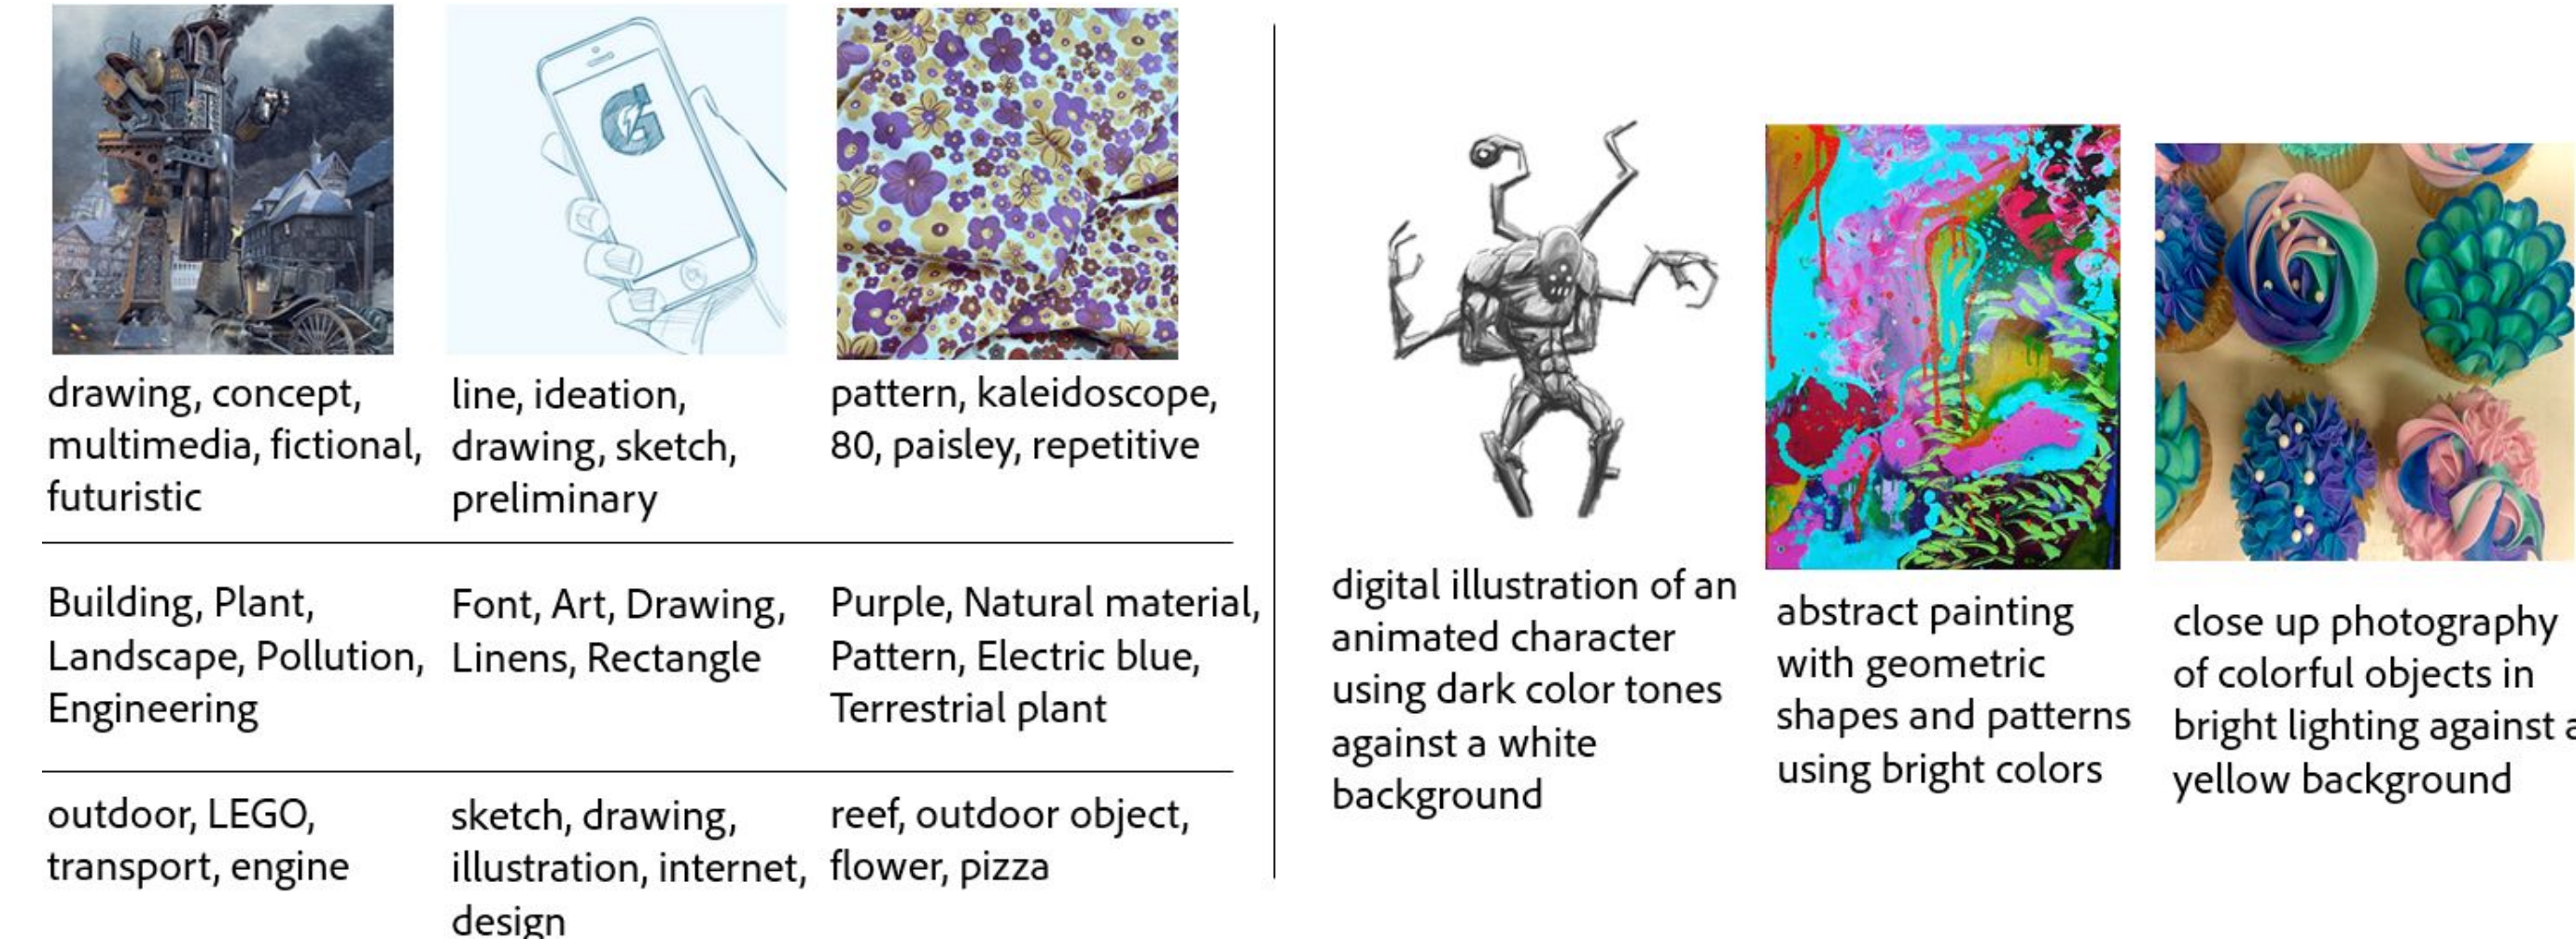 drawing, concept,
multimedia, fictional,
futuristic
line, ideation,
drawing, sketch,
preliminary
pattern, kaleidoscope,
80, paisley, repetitive
Building, Plant,
Landscape, Pollution,
Engineering
Font, Art, Drawing,
Linens, Rectangle
Purple, Natural material,
Pattern, Electric blue,
Terrestrial plant
outdoor, LEGO,
transport, engine
sketch, drawing,
illustration, internet,
design
reef, outdoor object,
flower, pizza
G
digital illustration of an
animated character
using dark color tones
against a white
background
abstract painting
with geometric
shapes and patterns
using bright colors
close up photography
of colorful objects in
bright lighting against a
yellow background